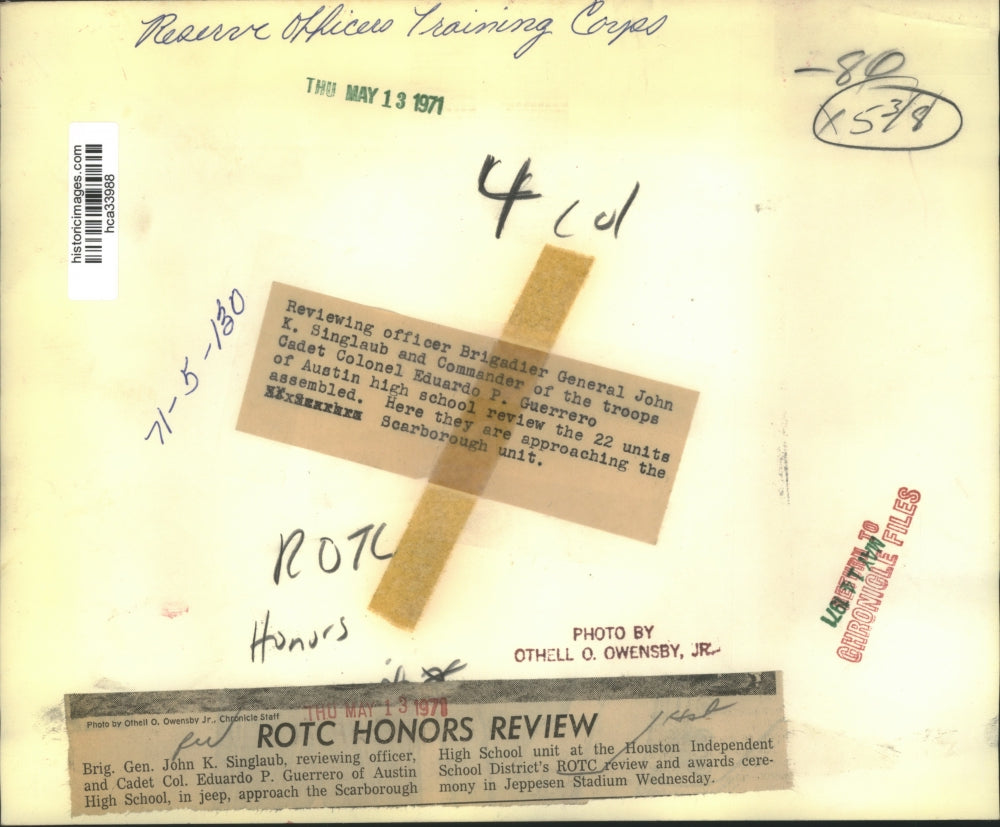 Reserve Officers Training Corps
THU MAY 13 1971
-80
x 5 3/8
historicimages.com
hca33988
4 Col
71-5-130
Reviewing officer Brigadier General John
K. Singlaub and Commander of the troops
Cadet Colonel Eduardo P. Guerrero
of Austin high school review the 22 units
assembled. Here they are approaching the
Scarborough unit.
ROTC
Honors
PHOTO BY
OTHELL O. OWENSBY, JR.
RETURN TO
MAY 14 1971
CHRONICLE FILES
Photo by Othell O. Owensby Jr., Chronicle Staff
THU MAY 13 1971
ROTC HONORS REVIEW
Brig. Gen. John K. Singlaub, reviewing officer,
and Cadet Col. Eduardo P. Guerrero of Austin
High School, in jeep, approach the Scarborough
High School unit at the Houston Independent
School District's ROTC review and awards cere-
mony in Jeppesen Stadium Wednesday.